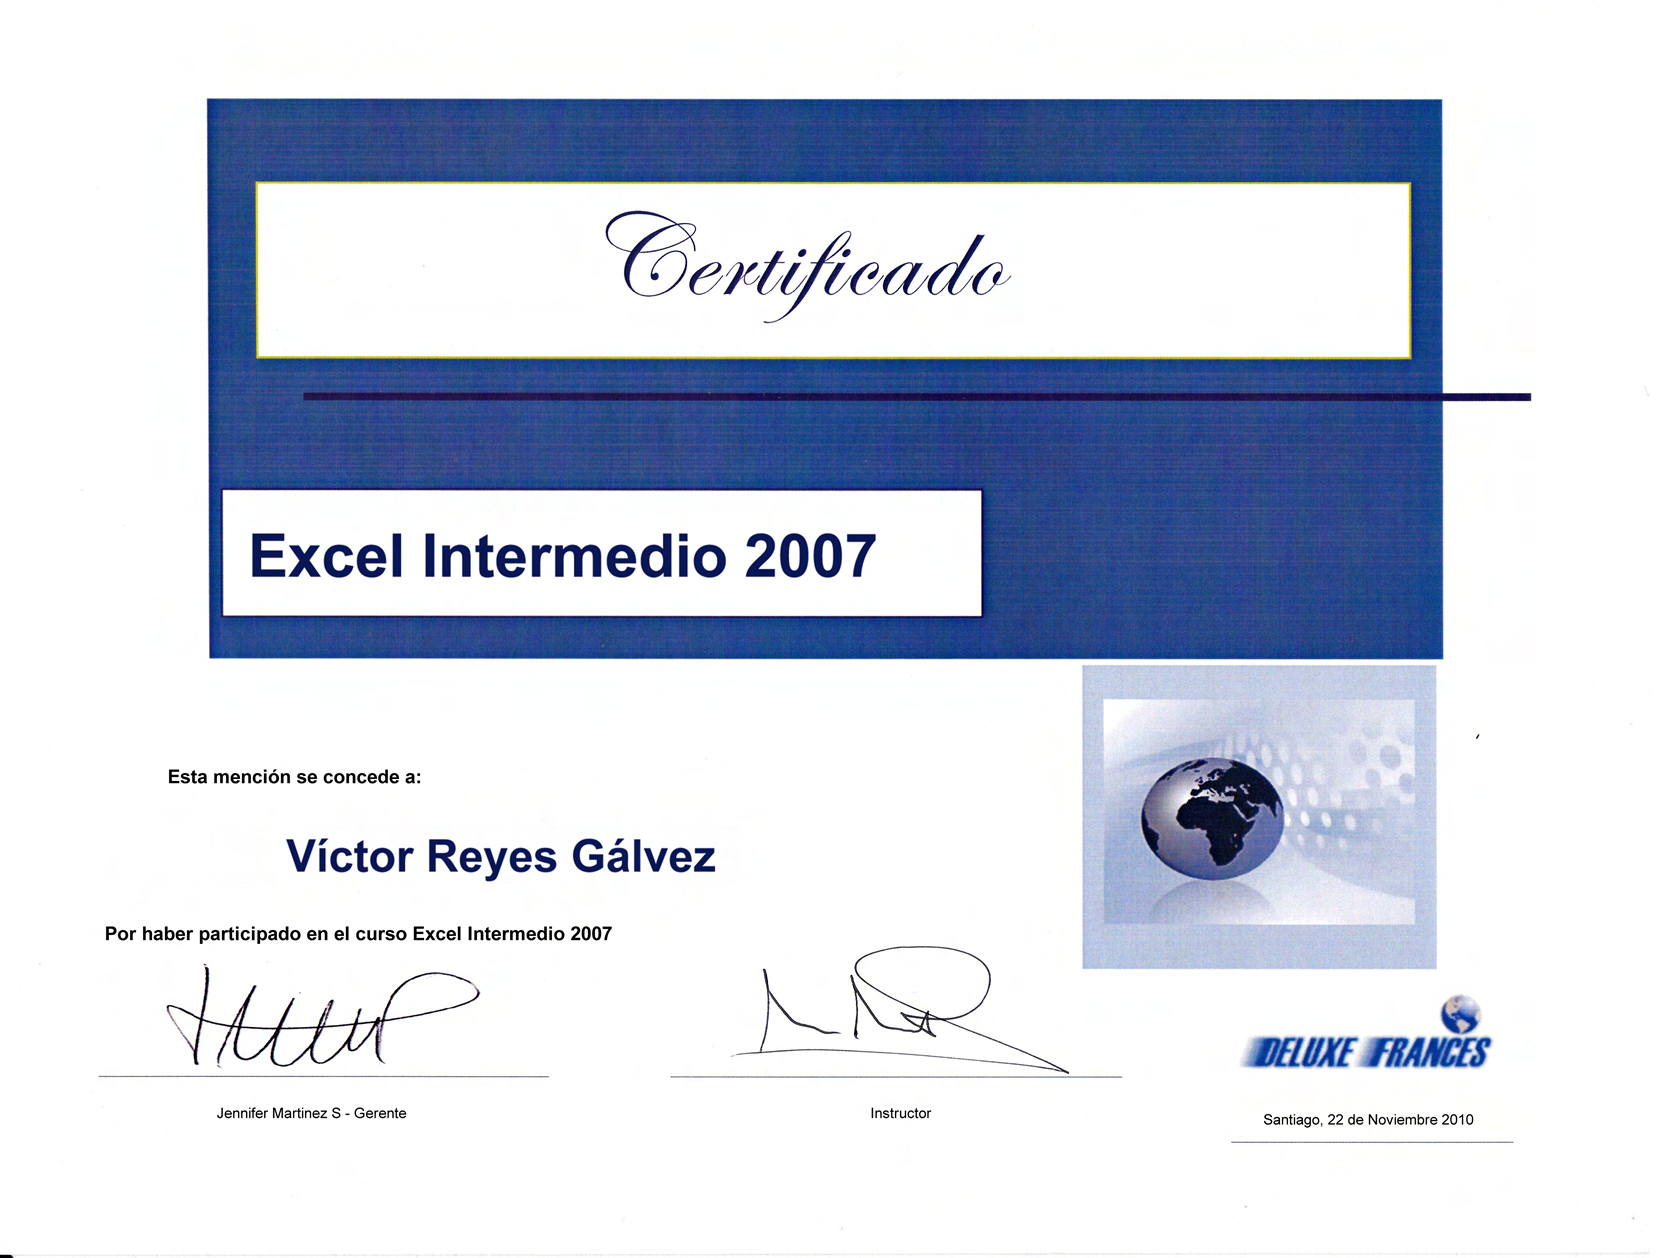 Certificado
Excel Intermedio 2007
Esta mención se concede a:
Víctor Reyes Gálvez
Por haber participado en el curso Excel Intermedio 2007
Jennifer Martinez S - Gerente
Instructor
DELUXE FRANCES
Santiago, 22 de Noviembre 2010